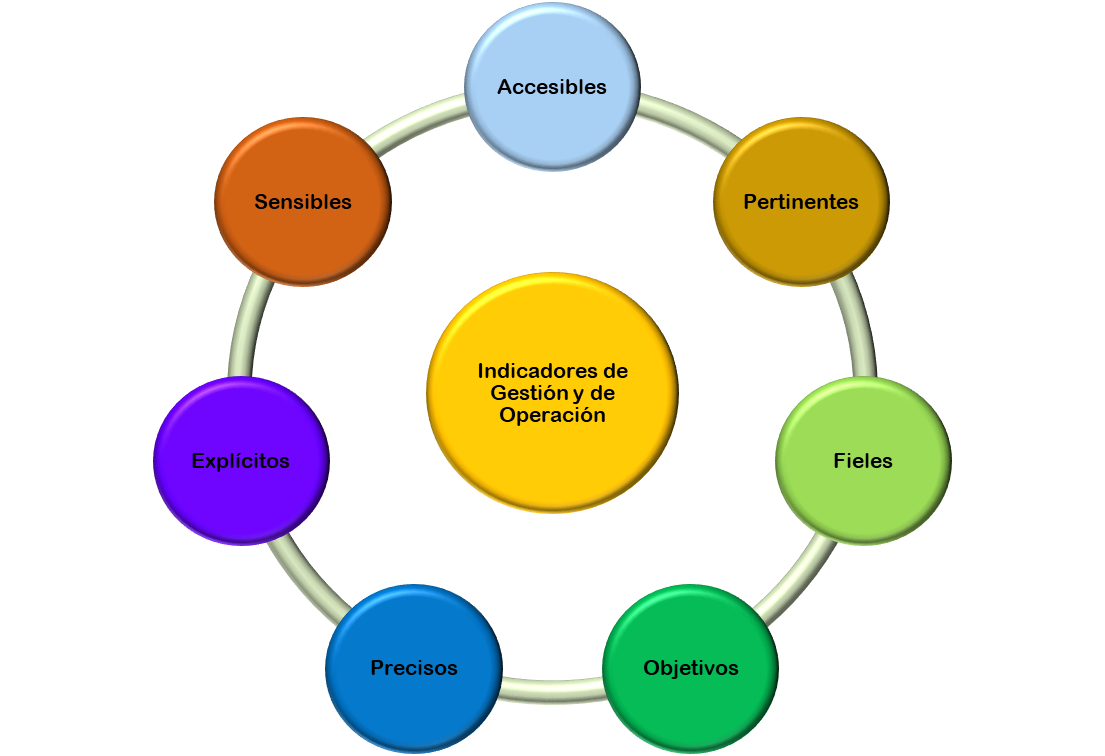 Accesibles
Sensibles
Pertinentes
Indicadores de
Gestión y de
Operación
Explícitos
Fieles
Precisos
Objetivos